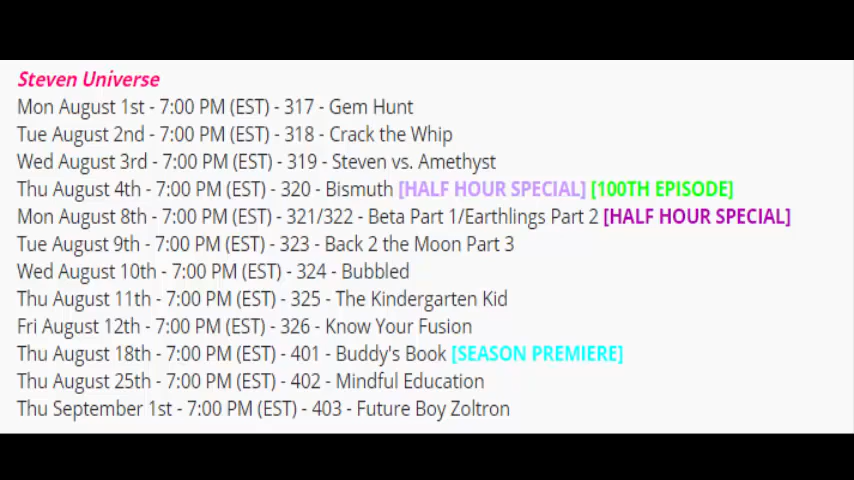 Steven Universe
Mon August 1st - 7:00 PM (EST) - 317 - Gem Hunt
Tue August 2nd - 7:00 PM (EST) - 318 - Crack the Whip
Wed August 3rd - 7:00 PM (EST) - 319 - Steven vs. Amethyst
Thu August 4th - 7:00 PM (EST) - 320 - Bismuth [HALF HOUR SPECIAL] [100TH EPISODE]
Mon August 8th - 7:00 PM (EST) - 321/322 - Beta Part 1/Earthlings Part 2 [HALF HOUR SPECIAL]
Tue August 9th - 7:00 PM (EST) - 323 - Back 2 the Moon Part 3
Wed August 10th - 7:00 PM (EST) - 324 - Bubbled
Thu August 11th - 7:00 PM (EST) - 325 - The Kindergarten Kid
Fri August 12th - 7:00 PM (EST) - 326 - Know Your Fusion
Thu August 18th - 7:00 PM (EST) - 401 - Buddy's Book [SEASON PREMIERE]
Thu August 25th - 7:00 PM (EST) - 402 - Mindful Education
Thu September 1st - 7:00 PM (EST) - 403 - Future Boy Zoltron